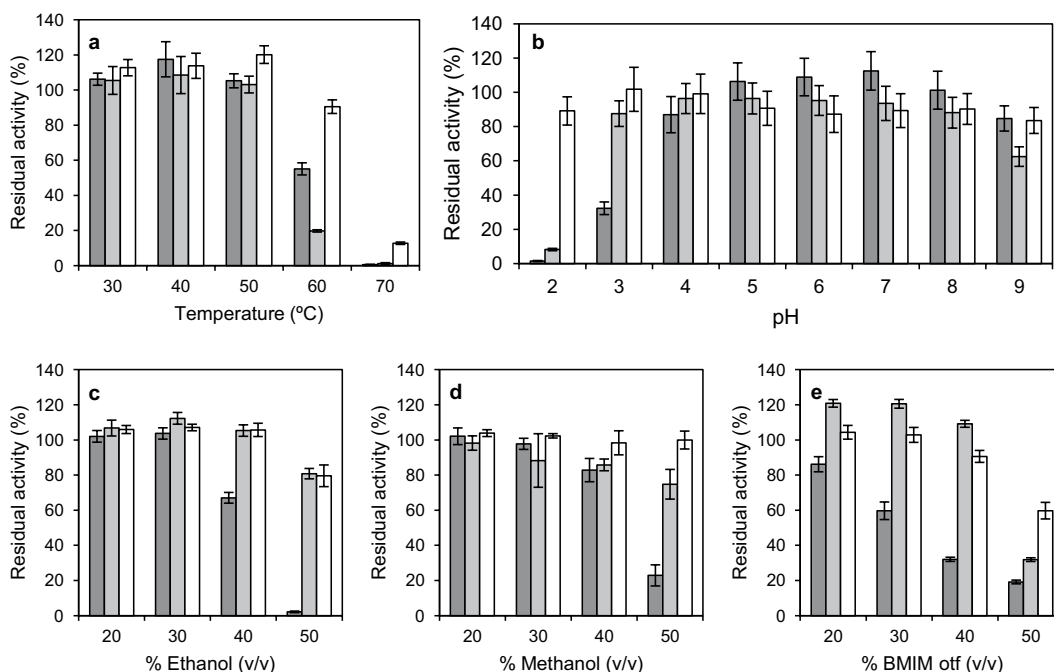 a
Residual activity (%)
140
120
100
80
60
40
20
0
30 40 50 60 70
Temperature (ºC)
b
Residual activity (%)
140
120
100
80
60
40
20
0
2 3 4 5 6 7 8 9
pH
c
Residual activity (%)
140
120
100
80
60
40
20
0
20 30 40 50
% Ethanol (v/v)
d
Residual activity (%)
140
120
100
80
60
40
20
0
20 30 40 50
% Methanol (v/v)
e
Residual activity (%)
140
120
100
80
60
40
20
0
20 30 40 50
% BMIM otf (v/v)